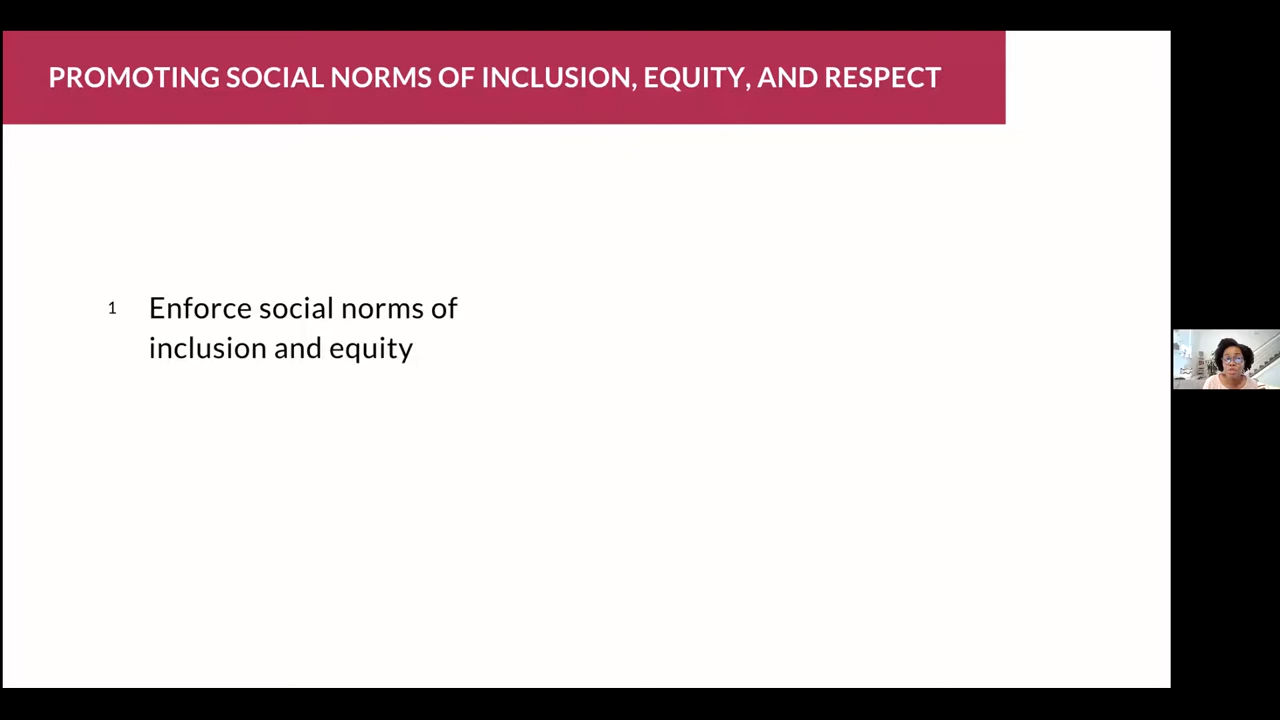 PROMOTING SOCIAL NORMS OF INCLUSION, EQUITY, AND RESPECT
1 Enforce social norms of
inclusion and equity